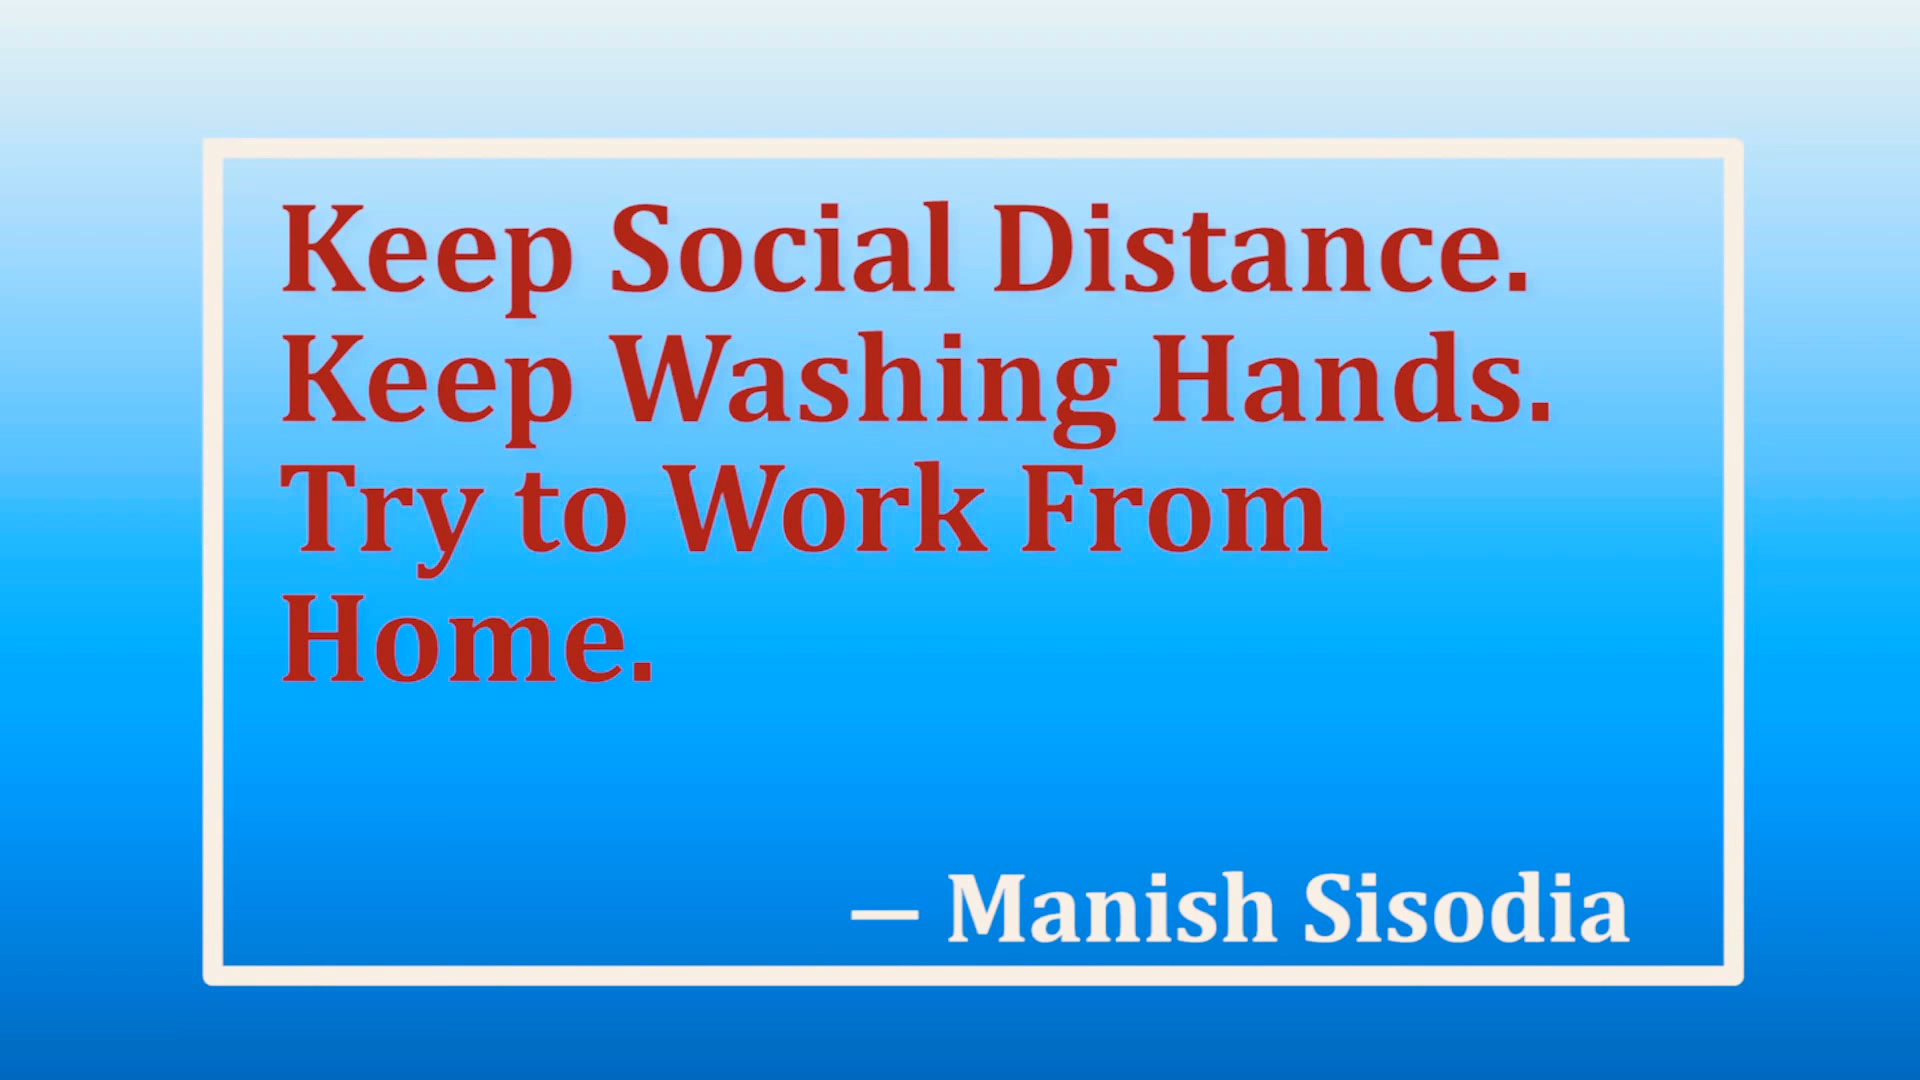 Keep Social Distance.
Keep Washing Hands.
Try to Work From
Home.
— Manish Sisodia